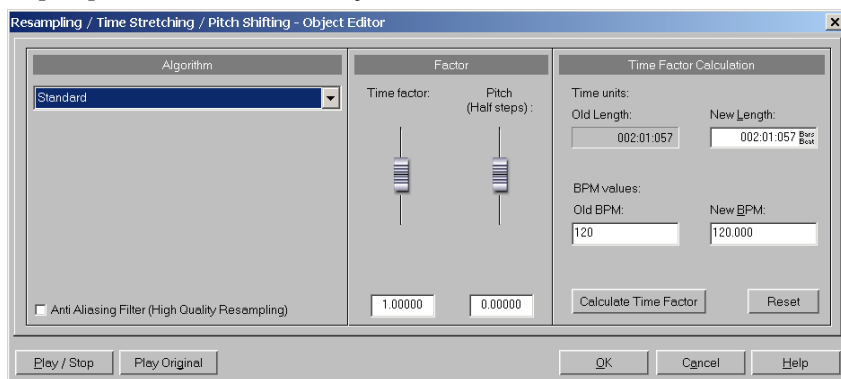 Resampling / Time Stretching / Pitch Shifting - Object Editor
Algorithm
Standard
Anti Aliasing Filter (High Quality Resampling)
Factor
Time factor:
Pitch
(Half steps) :
1.00000
0.00000
Time Factor Calculation
Time units:
Old Length:
New Length:
002:01:057
002:01:057 Bars
Beat
BPM values:
Old BPM:
New BPM:
120
120.000
Calculate Time Factor
Reset
Play / Stop
Play Original
OK
Cancel
Help